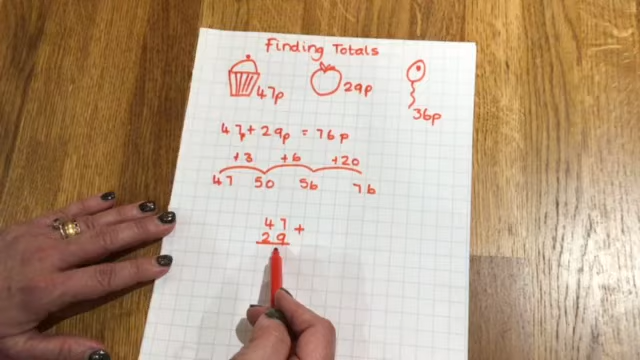 Finding Totals
47p 29p 36p
47p + 29p = 76p
+3 +6 +20
47 50 56 76
47 +
29